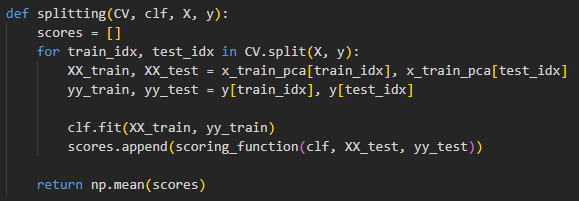 def splitting(CV, clf, X, y):
    scores = []
    for train_idx, test_idx in CV.split(X, y):
        XX_train, XX_test = x_train_pca[train_idx], x_train_pca[test_idx]
        yy_train, yy_test = y[train_idx], y[test_idx]
        clf.fit(XX_train, yy_train)
        scores.append(scoring_function(clf, XX_test, yy_test))
    return np.mean(scores)